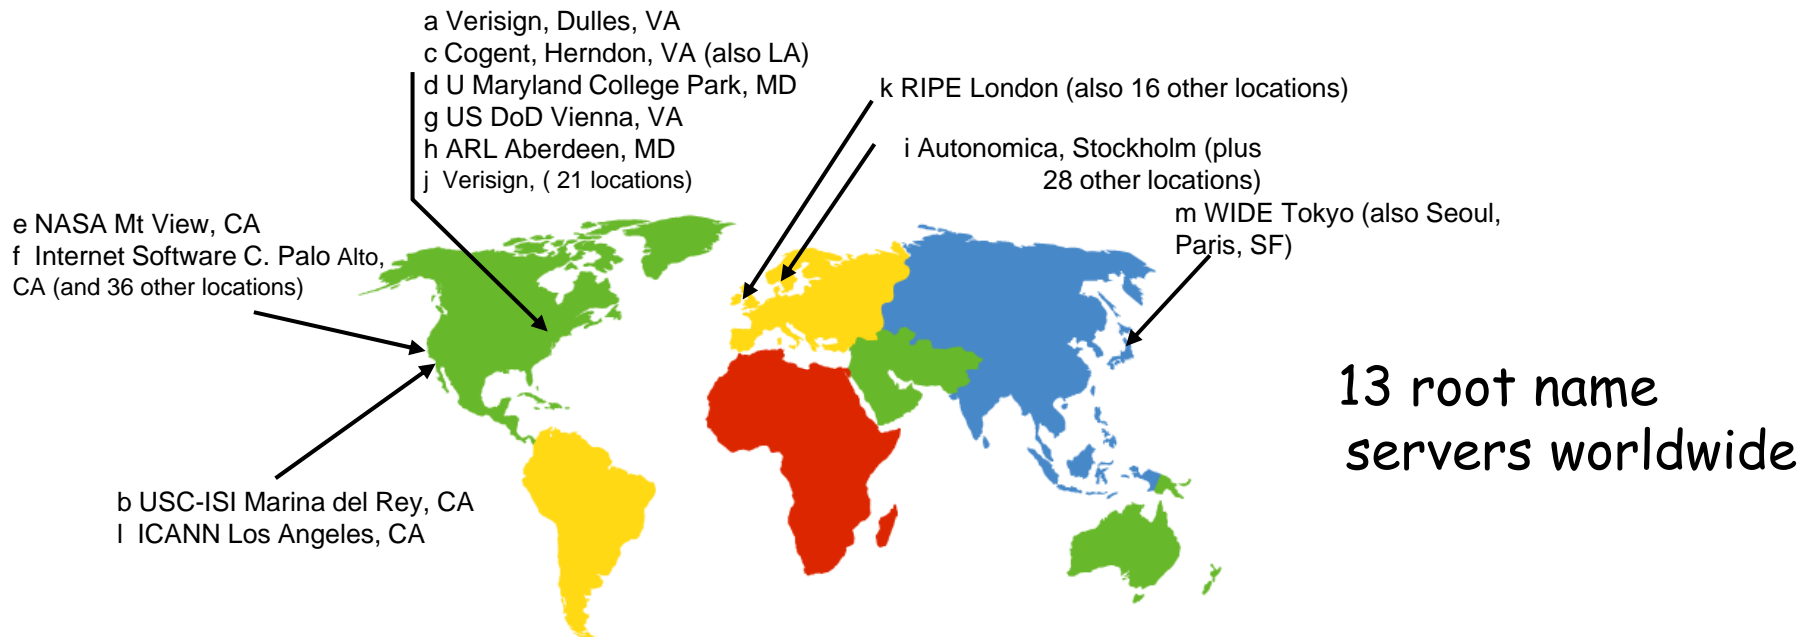 a Verisign, Dulles, VA
c Cogent, Herndon, VA (also LA)
d U Maryland College Park, MD
g US DoD Vienna, VA
h ARL Aberdeen, MD
j Verisign, ( 21 locations)
k RIPE London (also 16 other locations)
i Autonomica, Stockholm (plus
28 other locations)
m WIDE Tokyo (also Seoul,
Paris, SF)
e NASA Mt View, CA
f Internet Software C. Palo Alto,
CA (and 36 other locations)
13 root name
servers worldwide
b USC-ISI Marina del Rey, CA
l ICANN Los Angeles, CA